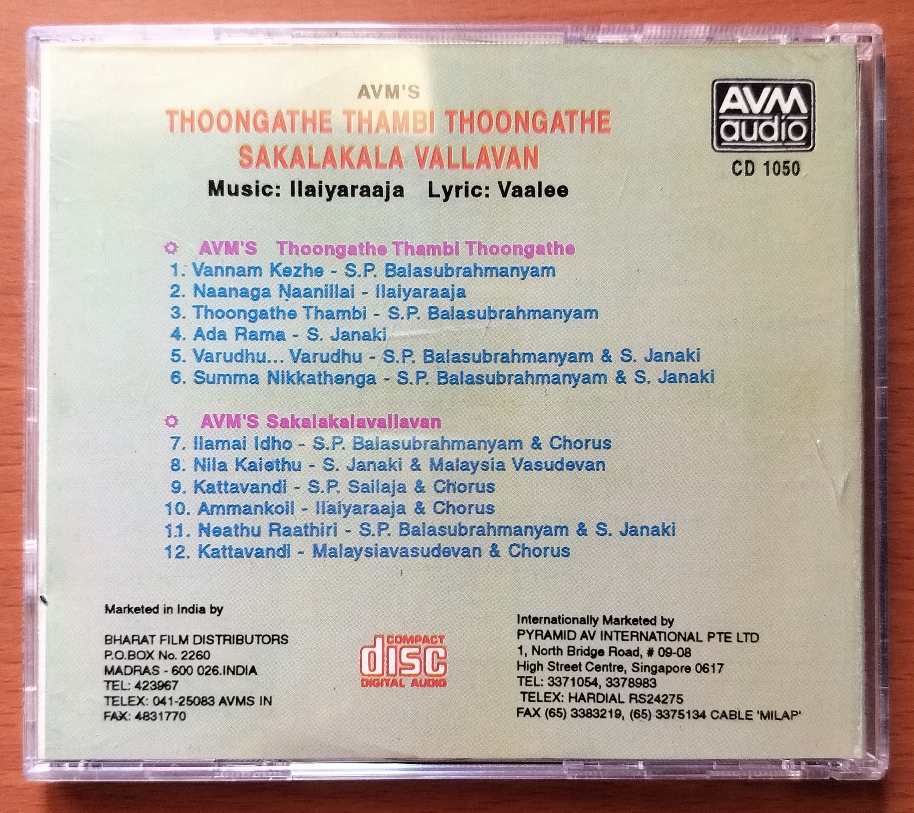 AVM'S
THOONGATHE THAMBI THOONGATHE
SAKALAKALA VALLAVAN
Music: Ilaiyaraaja Lyric: Vaalee
AVM audio
CD 1050
AVM'S Thoongathe Thambi Thoongathe
1. Vannam Kezhe - S.P. Balasubrahmanyam
2. Naanaga Naanillai - Ilaiyaraaja
3. Thoongathe Thambi - S.P. Balasubrahmanyam
4. Ada Rama - S. Janaki
5. Varudhu... Varudhu - S.P. Balasubrahmanyam & S. Janaki
6. Summa Nikkathenga - S.P. Balasubrahmanyam & S. Janaki
AVM'S Sakalakalavallavan
7. Ilamai Idho - S.P. Balasubrahmanyam & Chorus
8. Nila Kaiethu - S. Janaki & Malaysia Vasudevan
9. Kattavandi - S.P. Sailaja & Chorus
10. Ammankoil - Ilaiyaraaja & Chorus
11. Neathu Raathiri - S.P. Balasubrahmanyam & S. Janaki
12. Kattavandi - Malaysiavasudevan & Chorus
Marketed in India by
BHARAT FILM DISTRIBUTORS
P.O.BOX No. 2260
MADRAS - 600 026.INDIA
TEL: 423967
TELEX: 041-25083 AVMS IN
FAX: 4831770
COMPACT
disc
DIGITAL AUDIO
Internationally Marketed by
PYRAMID AV INTERNATIONAL PTE LTD
1, North Bridge Road, # 09-08
High Street Centre, Singapore 0617
TEL: 3371054, 3378983
TELEX: HARDIAL RS24275
FAX (65) 3383219, (65) 3375134 CABLE 'MILAP'